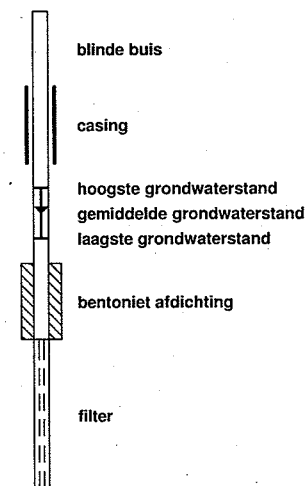 blinde buis
casing
hoogste grondwaterstand
gemiddelde grondwaterstand
laagste grondwaterstand
bentoniet afdichting
filter